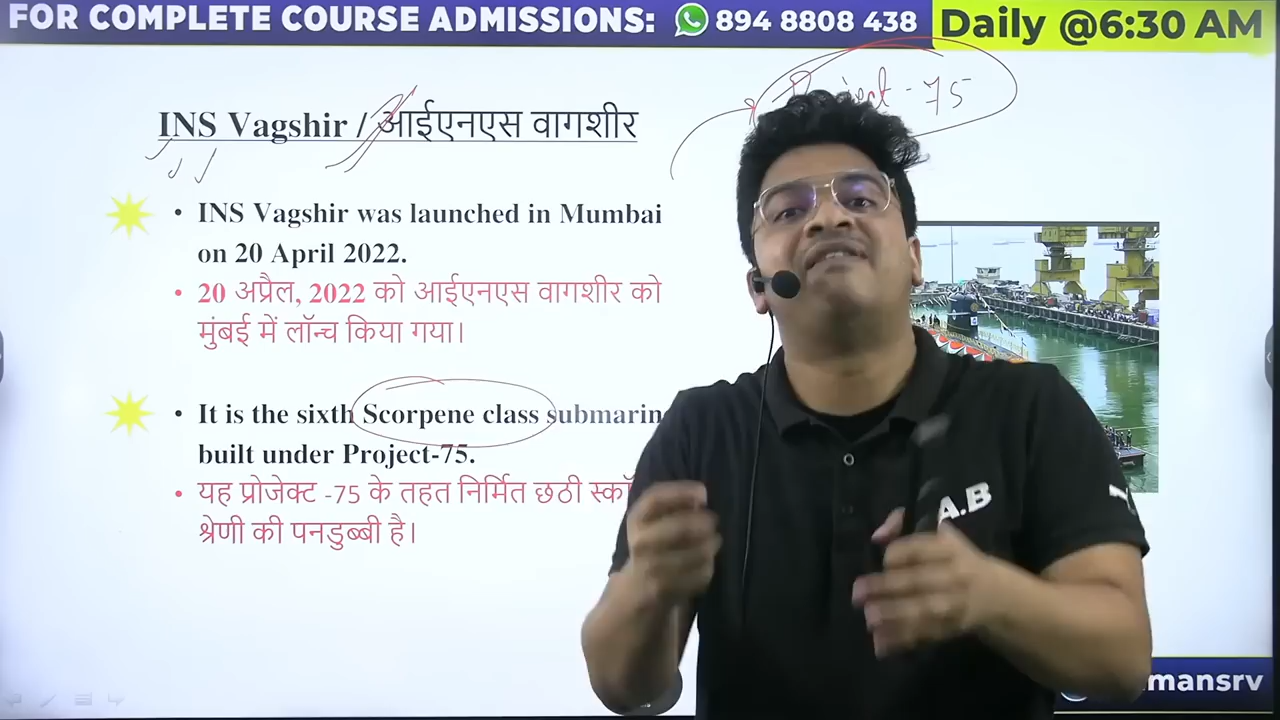 FOR COMPLETE COURSE ADMISSIONS: 894 8808 438
Daily @6:30 AM
- 75
INS Vagshir / आईएनएस वागशीर
• INS Vagshir was launched in Mumbai
on 20 April 2022.
• 20 अप्रैल, 2022 को आईएनएस वागशीर को
मुंबई में लॉन्च किया गया।
• It is the sixth Scorpene class submarin
built under Project-75.
• यह प्रोजेक्ट -75 के तहत निर्मित छठी
श्रेणी की पनडुब्बी है।
A.B
mansrv